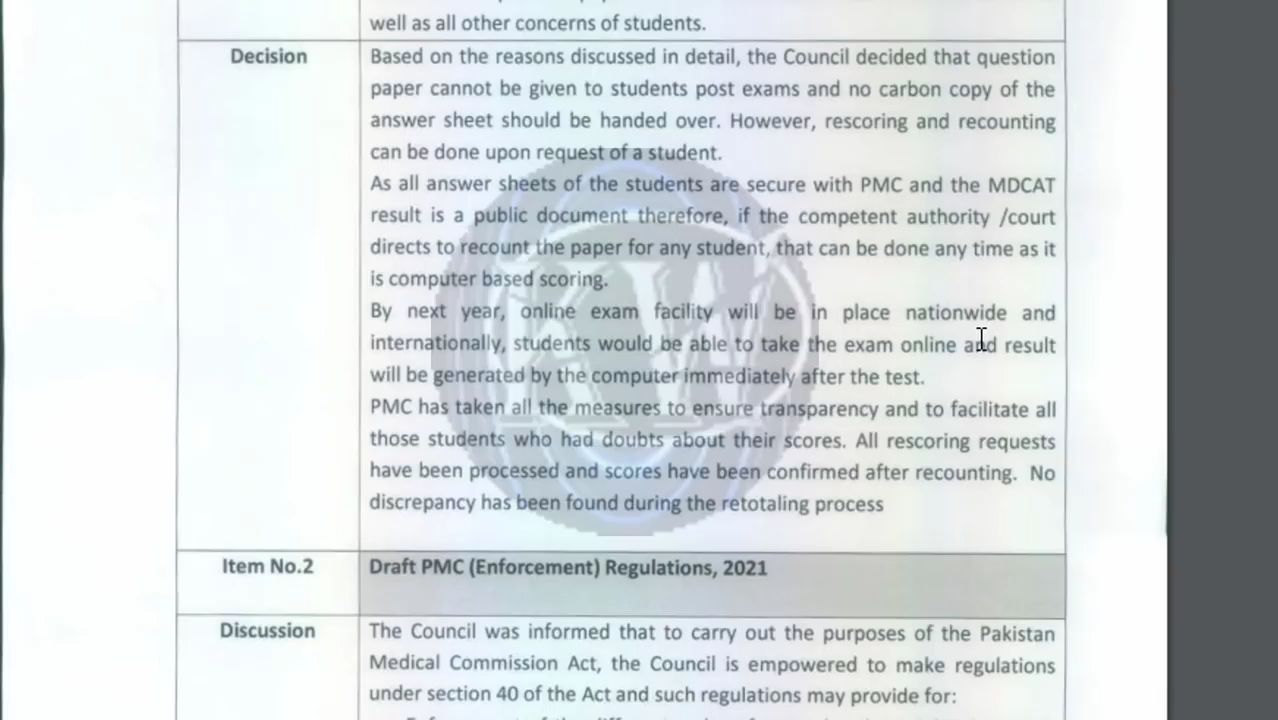 well as all other concerns of students.
Decision
Based on the reasons discussed in detail, the Council decided that question
paper cannot be given to students post exams and no carbon copy of the
answer sheet should be handed over. However, rescoring and recounting
can be done upon request of a student.
As all answer sheets of the students are secure with PMC and the MDCAT
result is a public document therefore, if the competent authority /court
directs to recount the paper for any student, that can be done any time as it
is computer based scoring.
By next year, online exam facility will be in place nationwide and
internationally, students would be able to take the exam online and result
will be generated by the computer immediately after the test.
PMC has taken all the measures to ensure transparency and to facilitate all
those students who had doubts about their scores. All rescoring requests
have been processed and scores have been confirmed after recounting. No
discrepancy has been found during the retotaling process
Item No.2
Draft PMC (Enforcement) Regulations, 2021
Discussion
The Council was informed that to carry out the purposes of the Pakistan
Medical Commission Act, the Council is empowered to make regulations
under section 40 of the Act and such regulations may provide for:
KW